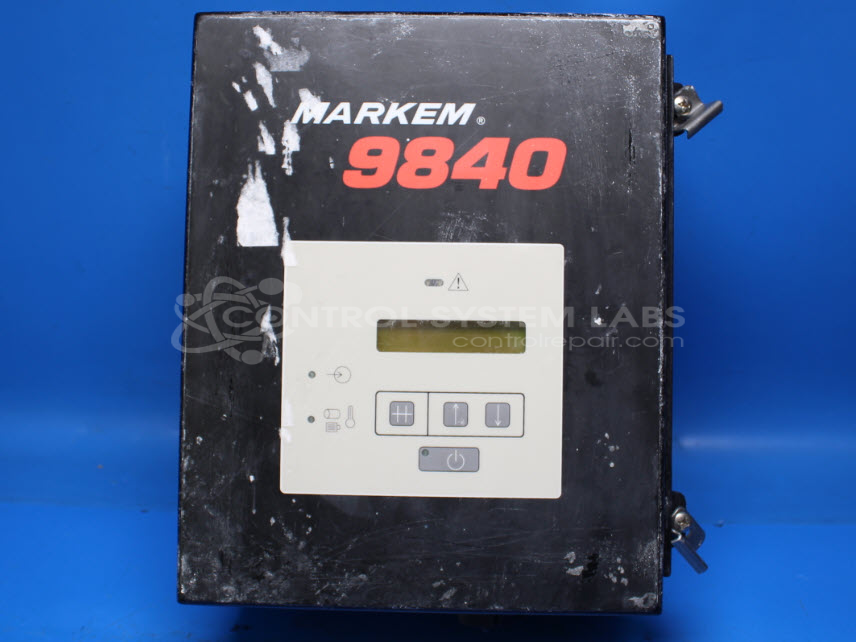 MARKEM®
9840
CONTROL SYSTEM LABS
controlrepair.com